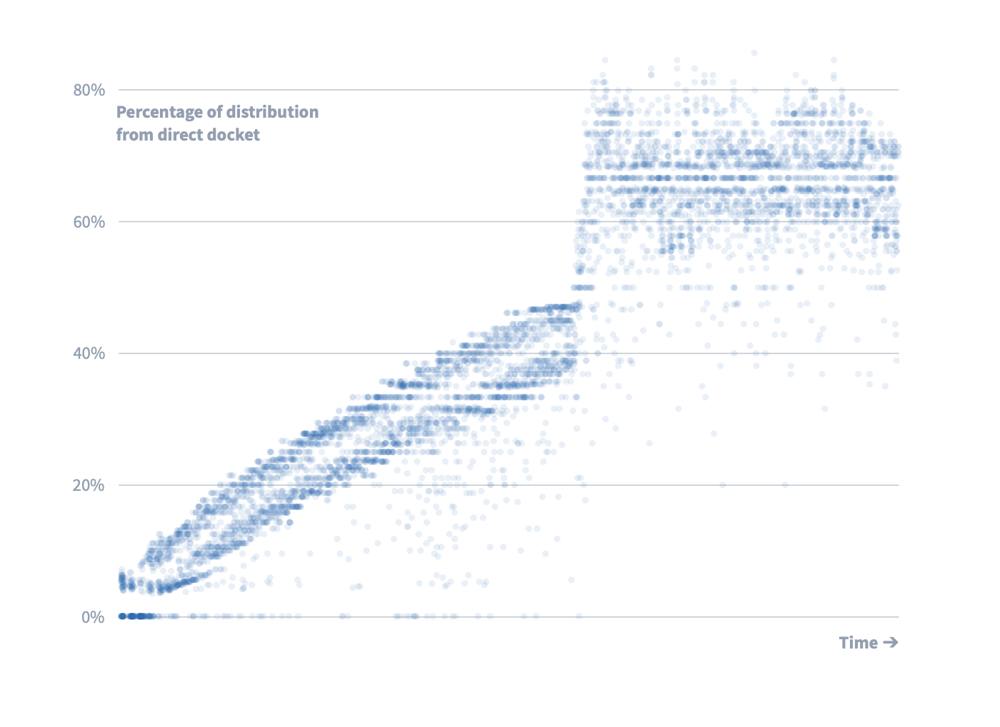 80%
Percentage of distribution
from direct docket
60%
40%
20%
0%
Time →